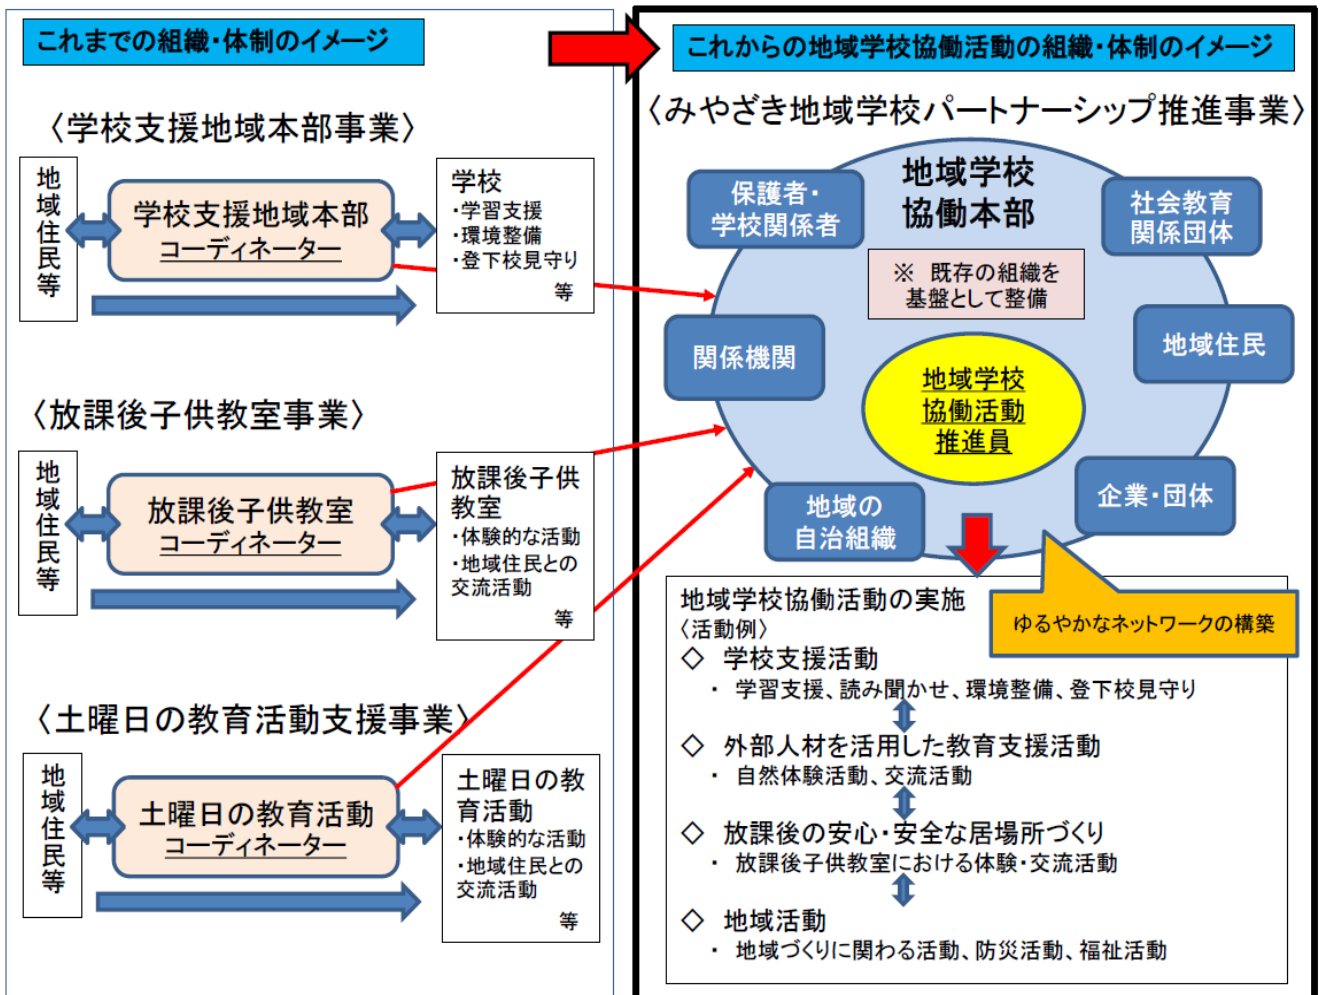 これまでの組織・体制のイメージ
〈学校支援地域本部事業〉
地域住民等
学校支援地域本部
コーディネーター
学校
・学習支援
・環境整備
・登下校見守り
等
〈放課後子供教室事業〉
地域住民等
放課後子供教室
コーディネーター
放課後子供
教室
・体験的な活動
・地域住民との
交流活動
等
〈土曜日の教育活動支援事業〉
地域住民等
土曜日の教育活動
コーディネーター
土曜日の教
育活動
・体験的な活動
・地域住民との
交流活動
等
これからの地域学校協働活動の組織・体制のイメージ
〈みやざき地域学校パートナーシップ推進事業〉
地域学校
協働本部
保護者・
学校関係者
社会教育
関係団体
※ 既存の組織を
基盤として整備
関係機関
地域住民
地域学校
協働活動
推進員
地域の
自治組織
企業・団体
ゆるやかなネットワークの構築
地域学校協働活動の実施
〈活動例〉
◇ 学校支援活動
・ 学習支援、読み聞かせ、環境整備、登下校見守り
◇ 外部人材を活用した教育支援活動
・ 自然体験活動、交流活動
◇ 放課後の安心・安全な居場所づくり
・ 放課後子供教室における体験・交流活動
◇ 地域活動
・ 地域づくりに関わる活動、防災活動、福祉活動